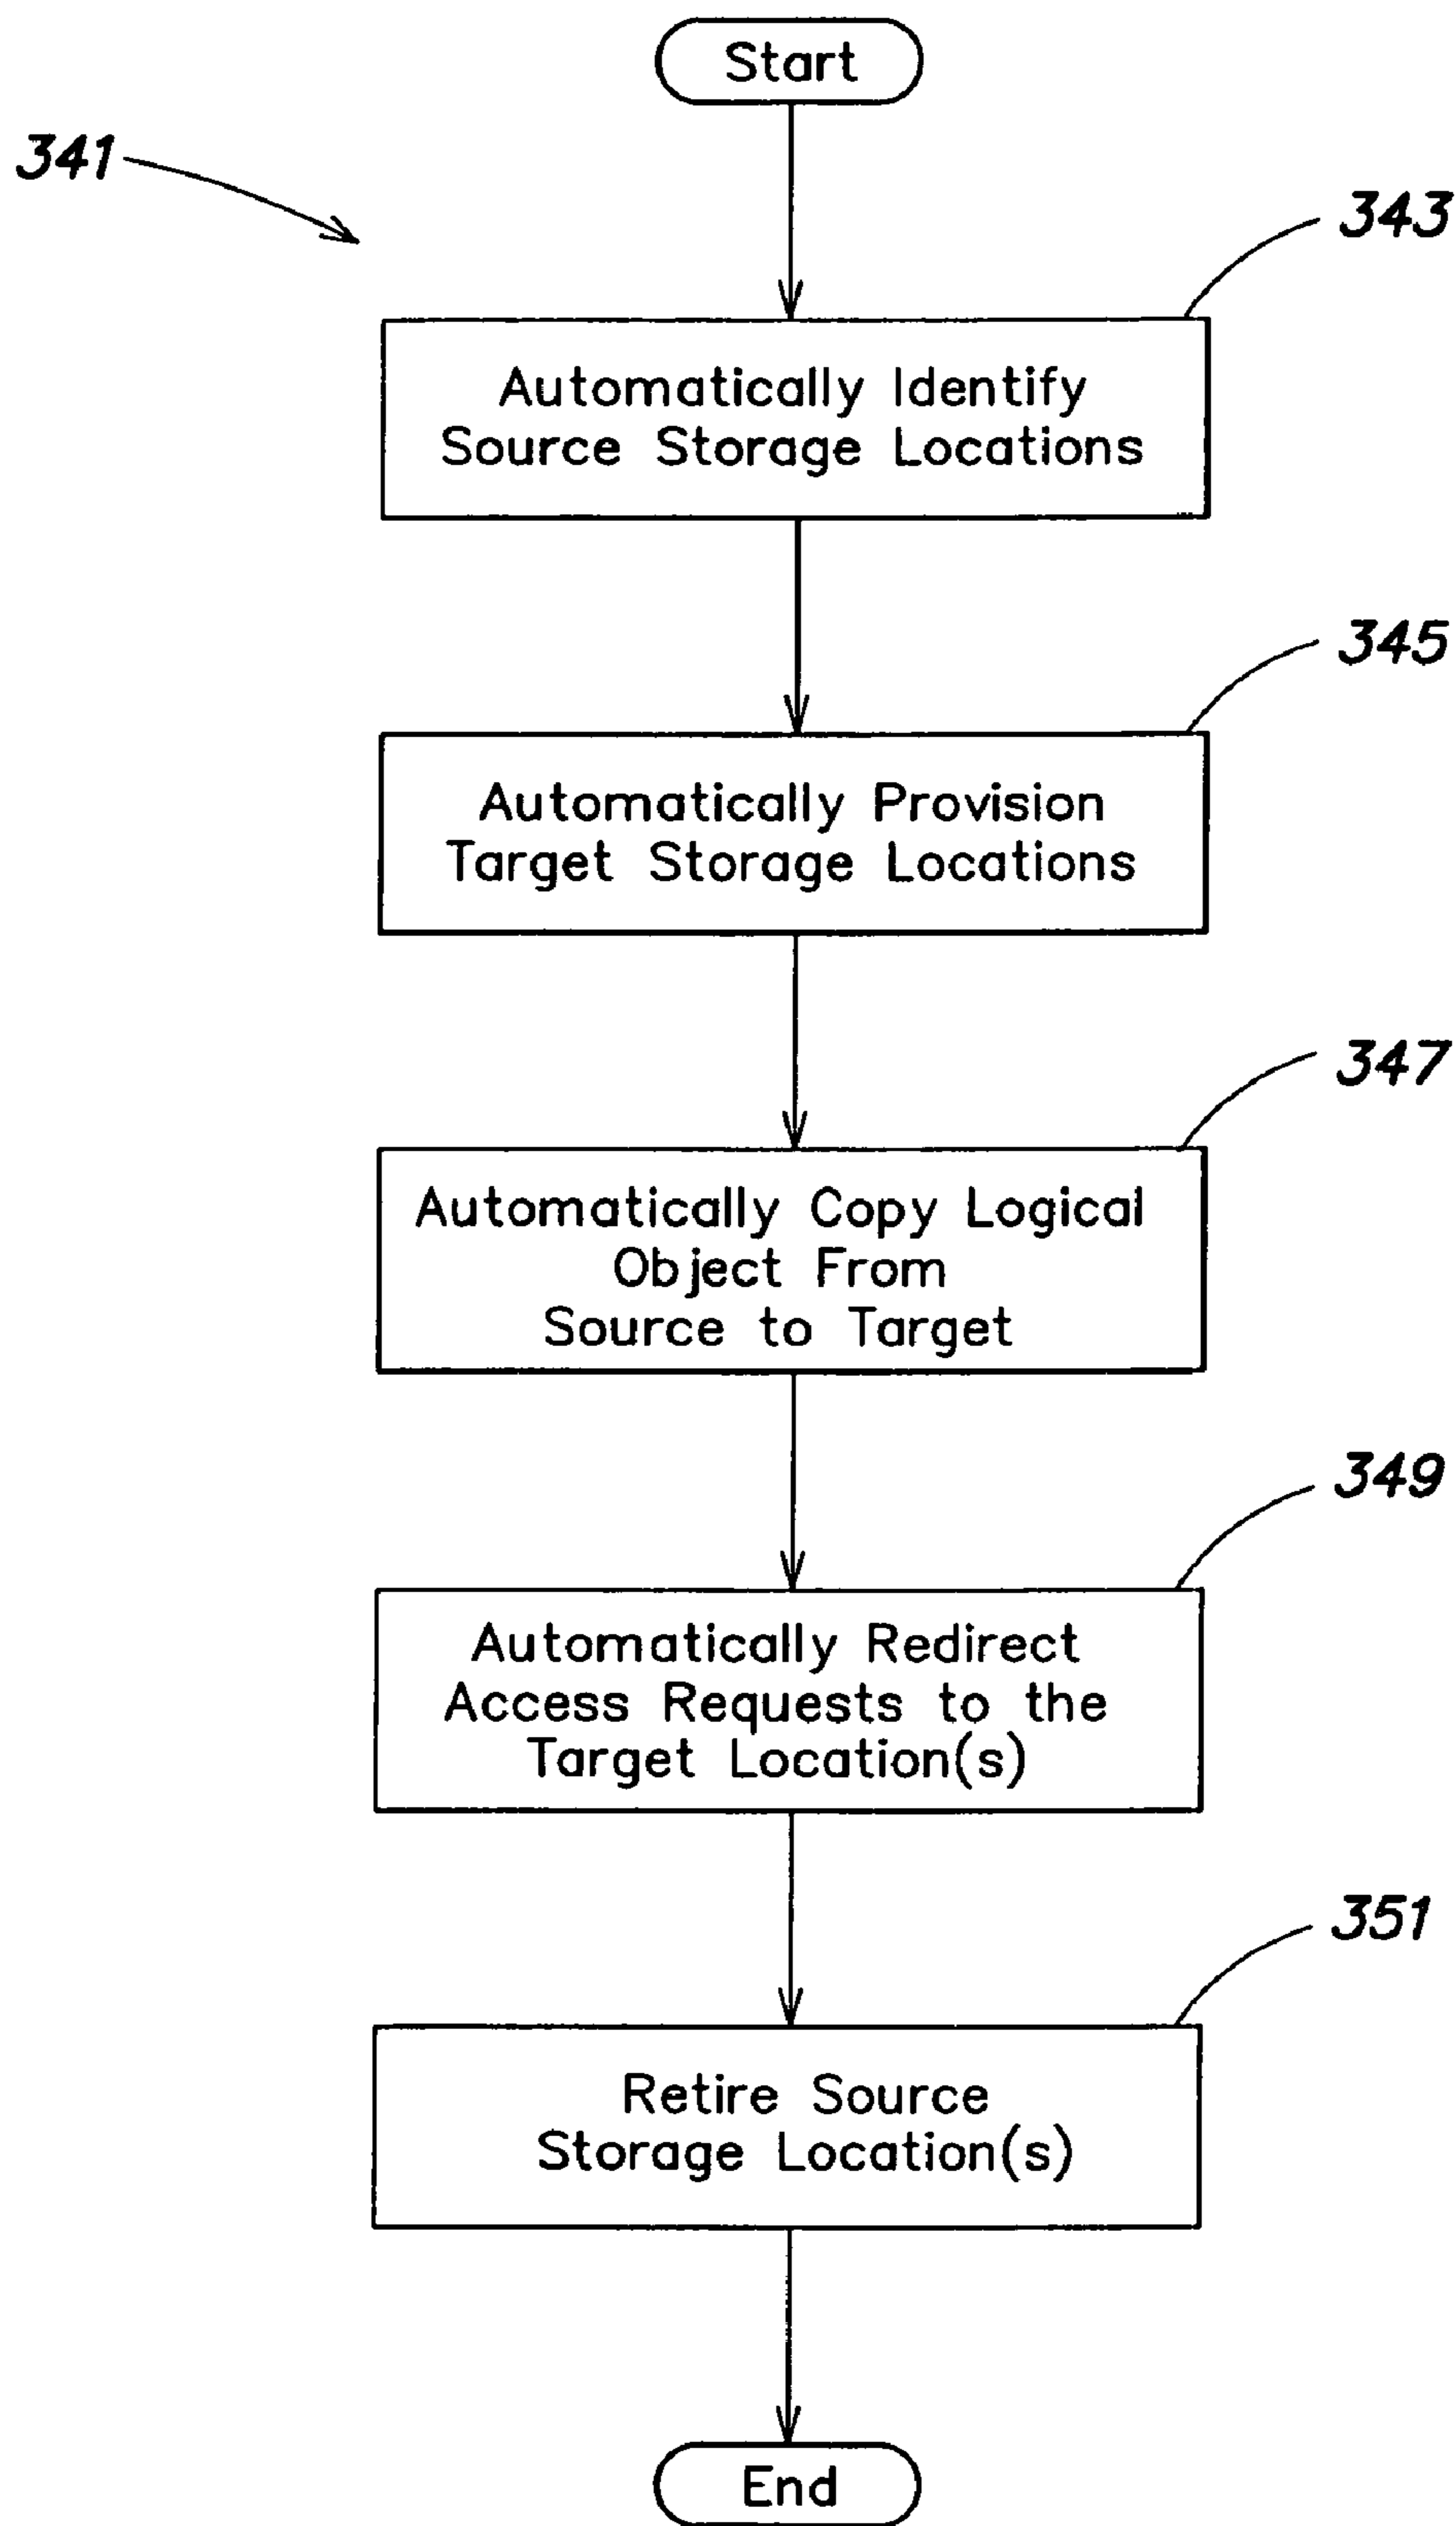 Start
341
343
Automatically Identify
Source Storage Locations
345
Automatically Provision
Target Storage Locations
347
Automatically Copy Logical
Object From
Source to Target
349
Automatically Redirect
Access Requests to the
Target Location(s)
351
Retire Source
Storage Location(s)
End